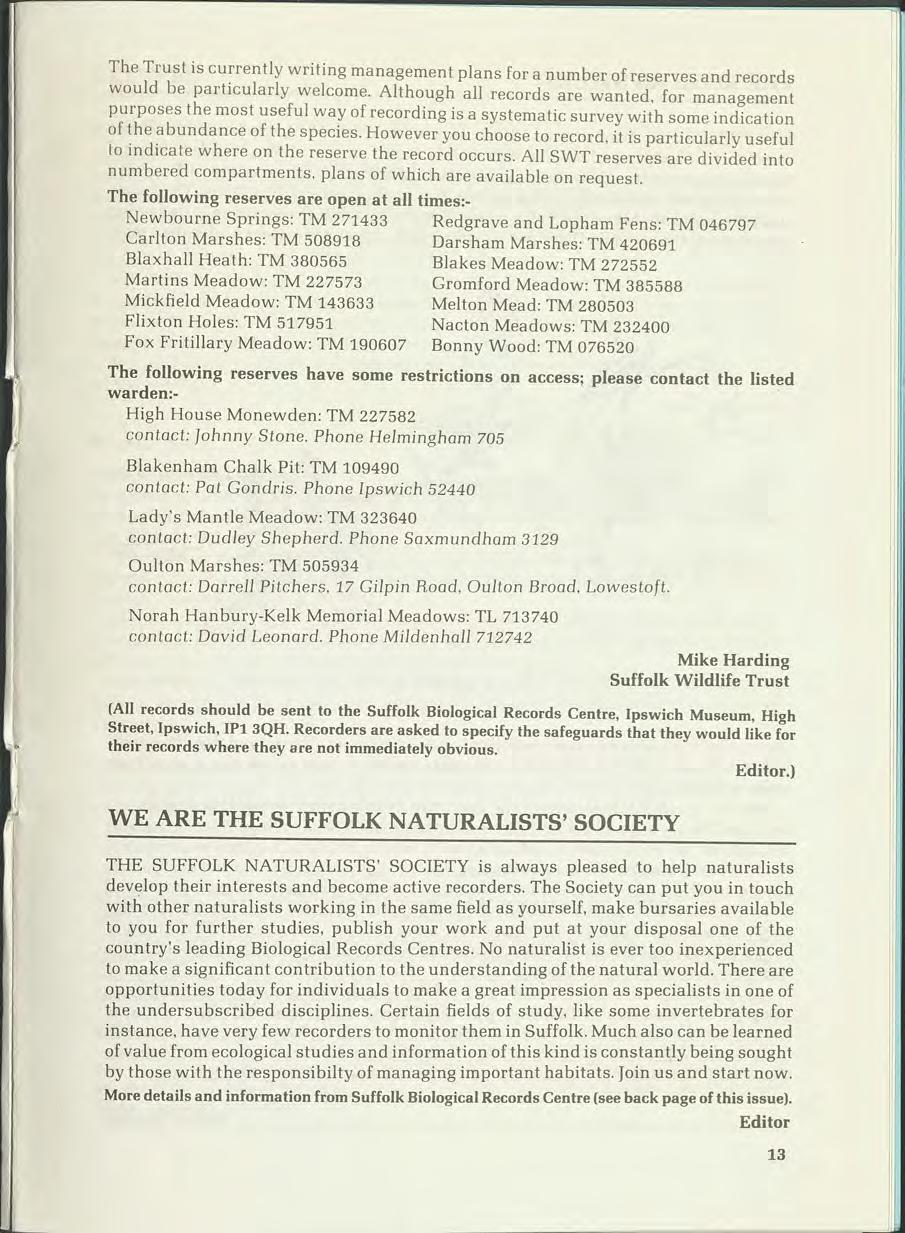 The Trust is currently writing management plans for a number of reserves and records
would be particularly welcome. Although all records are wanted, for management
purposes the most useful way of recording is a systematic survey with some indication
of the abundance of the species. However you choose to record, it is particularly useful
to indicate where on the reserve the record occurs. All SWT reserves are divided into
numbered compartments, plans of which are available on request.
The following reserves are open at all times:-
Newbourne Springs: TM 271433
Carlton Marshes: TM 508918
Blaxhall Heath: TM 380565
Martins Meadow: TM 227573
Mickfield Meadow: TM 143633
Flixton Holes: TM 517951
Fox Fritillary Meadow: TM 190607
Redgrave and Lopham Fens: TM 046797
Darsham Marshes: TM 420691
Blakes Meadow: TM 272552
Gromford Meadow: TM 385588
Melton Mead: TM 280503
Nacton Meadows: TM 232400
Bonny Wood: TM 076520
The following reserves have some restrictions on access; please contact the listed
warden:-
High House Monewden: TM 227582
contact: Johnny Stone. Phone Helmingham 705
Blakenham Chalk Pit: TM 109490
contact: Pat Gondris. Phone Ipswich 52440
Lady's Mantle Meadow: TM 323640
contact: Dudley Shepherd. Phone Saxmundham 3129
Oulton Marshes: TM 505934
contact: Darrell Pitchers, 17 Gilpin Road, Oulton Broad, Lowestoft.
Norah Hanbury-Kelk Memorial Meadows: TL 713740
contact: David Leonard. Phone Mildenhall 712742
Mike Harding
Suffolk Wildlife Trust
(All records should be sent to the Suffolk Biological Records Centre, Ipswich Museum, High
Street, Ipswich, IP1 3QH. Recorders are asked to specify the safeguards that they would like for
their records where they are not immediately obvious.
Editor.)
WE ARE THE SUFFOLK NATURALISTS' SOCIETY
THE SUFFOLK NATURALISTS' SOCIETY is always pleased to help naturalists
develop their interests and become active recorders. The Society can put you in touch
with other naturalists working in the same field as yourself, make bursaries available
to you for further studies, publish your work and put at your disposal one of the
country's leading Biological Records Centres. No naturalist is ever too inexperienced
to make a significant contribution to the understanding of the natural world. There are
opportunities today for individuals to make a great impression as specialists in one of
the undersubscribed disciplines. Certain fields of study, like some invertebrates for
instance, have very few recorders to monitor them in Suffolk. Much also can be learned
of value from ecological studies and information of this kind is constantly being sought
by those with the responsibilty of managing important habitats. Join us and start now.
More details and information from Suffolk Biological Records Centre (see back page of this issue).
Editor
13